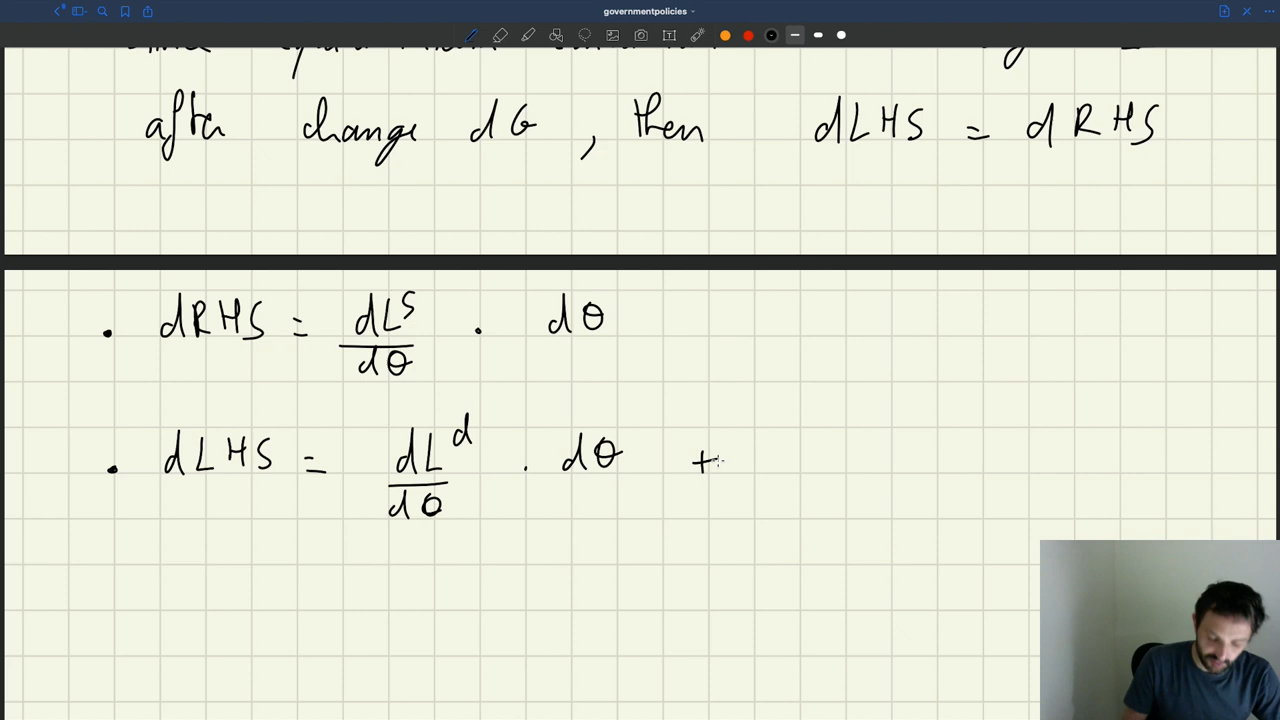 governmentpolicies
after change dG , then dLHS = dRHS
. dRHS = dL^S/dθ . dθ
. dLHS = dL^d/dθ . dθ +